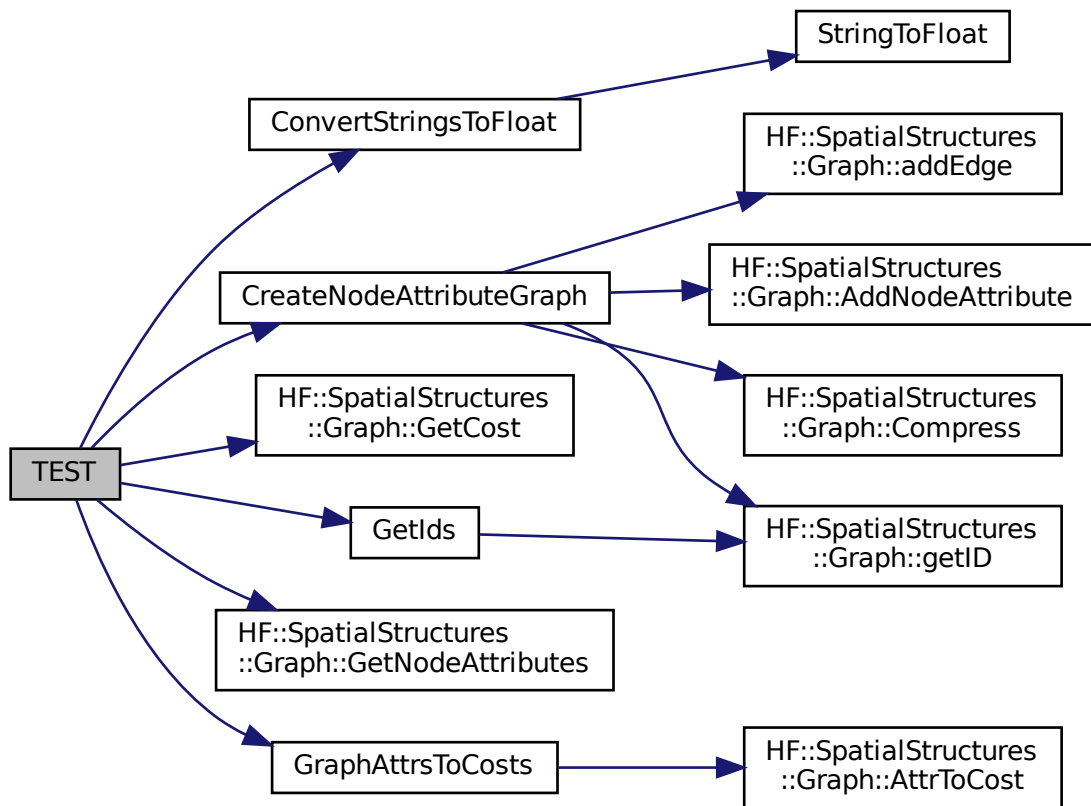 StringToFloat
ConvertStringsToFloat
HF::SpatialStructures
::Graph::addEdge
HF::SpatialStructures
::Graph::AddNodeAttribute
CreateNodeAttributeGraph
HF::SpatialStructures
::Graph::GetCost
HF::SpatialStructures
::Graph::Compress
TEST
GetIds
HF::SpatialStructures
::Graph::getID
HF::SpatialStructures
::Graph::GetNodeAttributes
GraphAttrsToCosts
HF::SpatialStructures
::Graph::AttrToCost